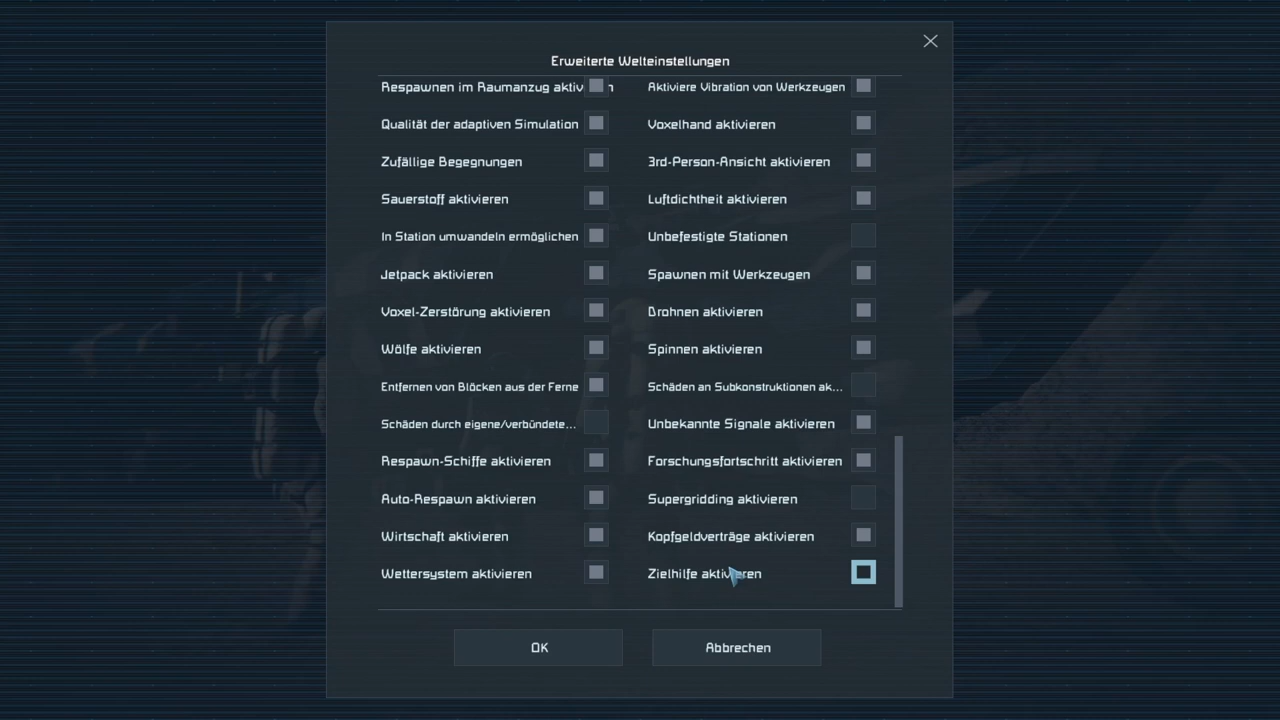 Erweiterte Welteinstellungen
Respawnen im Raumanzug aktiv n
Aktiviere Vibration von Werkzeugen
Qualität der adaptiven Simulation
Voxelhand aktivieren
Zufällige Begegnungen
3rd-Person-Ansicht aktivieren
Sauerstoff aktivieren
Luftdichtheit aktivieren
In Station umwandeln ermöglichen
Unbefestigte Stationen
Jetpack aktivieren
Spawnen mit Werkzeugen
Voxel-Zerstörung aktivieren
Drohnen aktivieren
Wölfe aktivieren
Spinnen aktivieren
Entfernen von Blöcken aus der Ferne
Schäden an Subkonstruktionen ak...
Schäden durch eigene/verbündete...
Unbekannte Signale aktivieren
Respawn-Schiffe aktivieren
Forschungsfortschritt aktivieren
Auto-Respawn aktivieren
Supergridding aktivieren
Wirtschaft aktivieren
Kopfgeldverträge aktivieren
Wettersystem aktivieren
Zielhilfe aktivieren
OK
Abbrechen